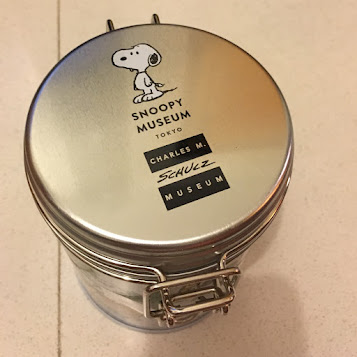 SNOOPY
MUSEUM
TOKYO
CHARLES M.
SCHULZ
MUSEUM